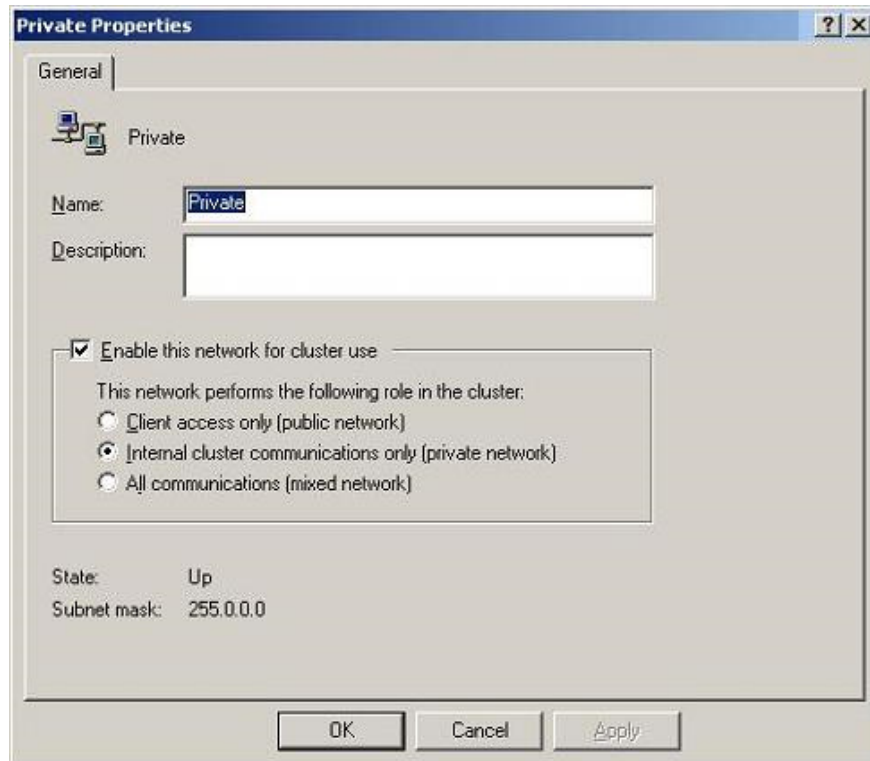 Private Properties
General
Private
Name: Private
Description:
Enable this network for cluster use
This network performs the following role in the cluster:
Client access only (public network)
Internal cluster communications only (private network)
All communications (mixed network)
State: Up
Subnet mask: 255.0.0.0
OK Cancel Apply